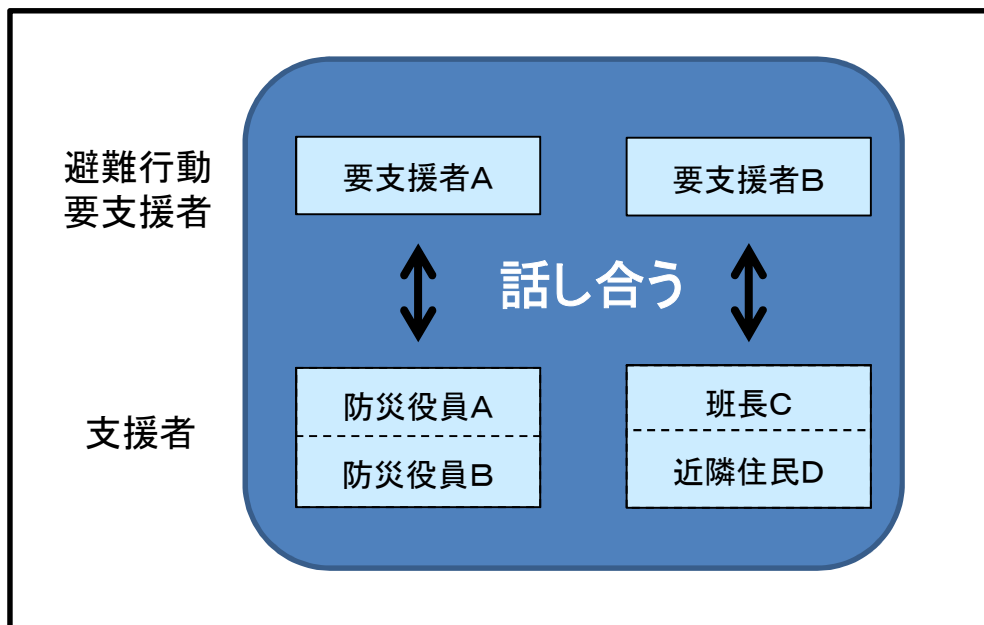 避難行動
要支援者
要支援者A
要支援者B
話し合う
支援者
防災役員A
防災役員B
班長C
近隣住民D